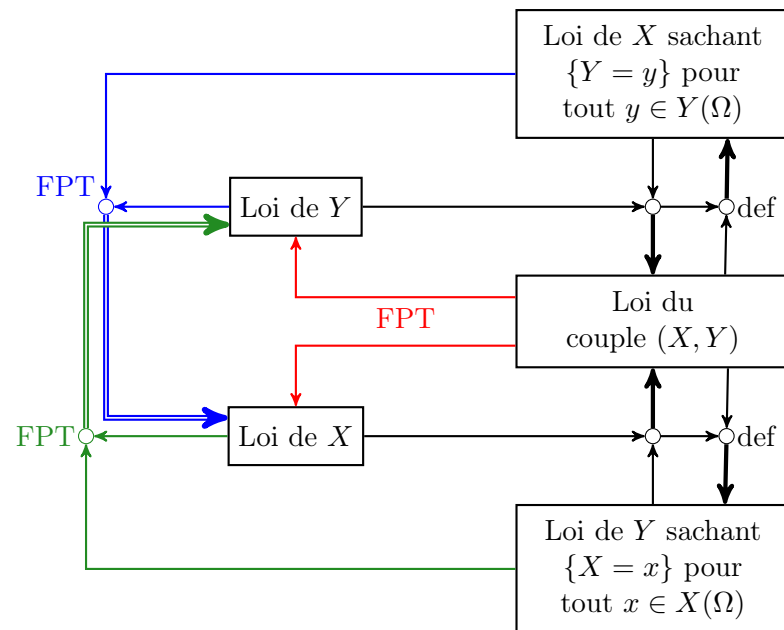 Loi de X sachant
{Y = y} pour
tout y ∈ Y(Ω)
FPT
Loi de Y
def
Loi du
couple (X, Y)
FPT
FPT
Loi de X
def
Loi de Y sachant
{X = x} pour
tout x ∈ X(Ω)